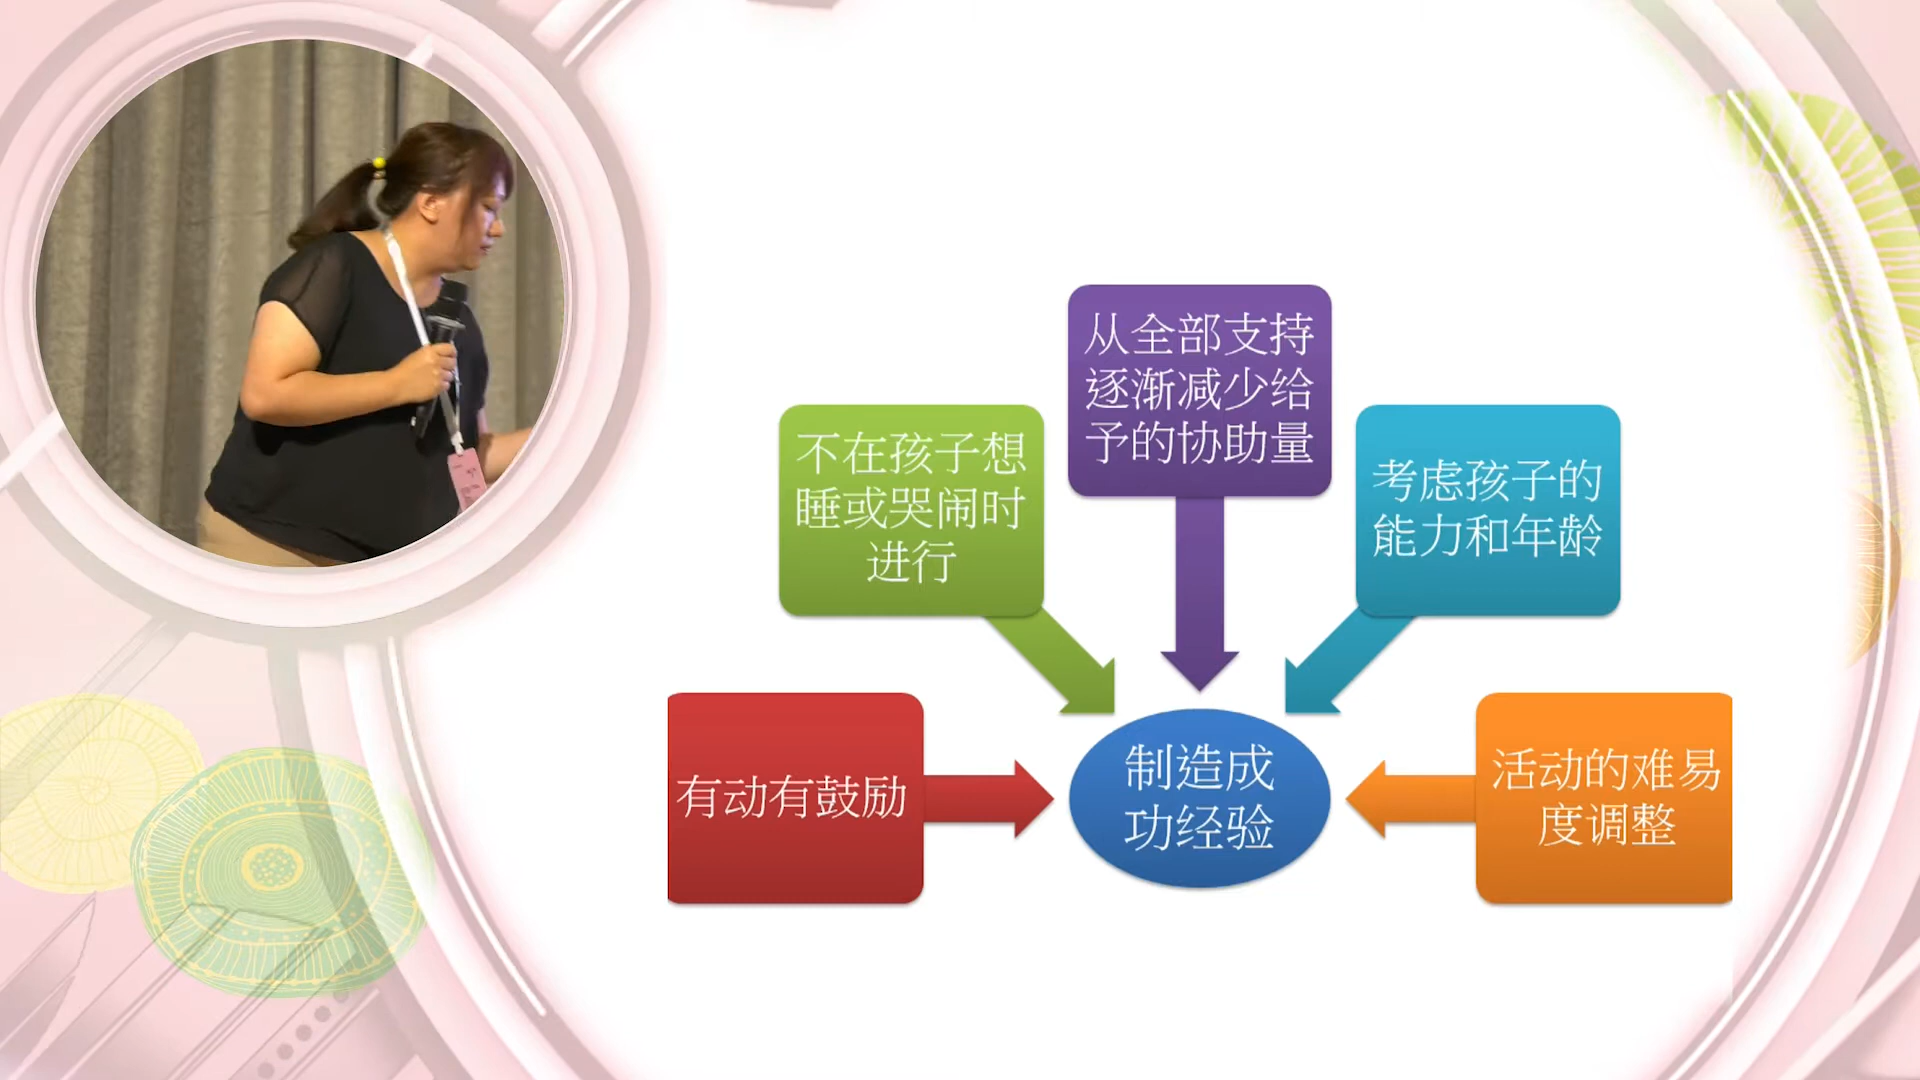 从全部支持
逐渐减少给
予的协助量
不在孩子想
睡或哭闹时
进行
考虑孩子的
能力和年龄
有动有鼓励
制造成
功经验
活动的难易
度调整